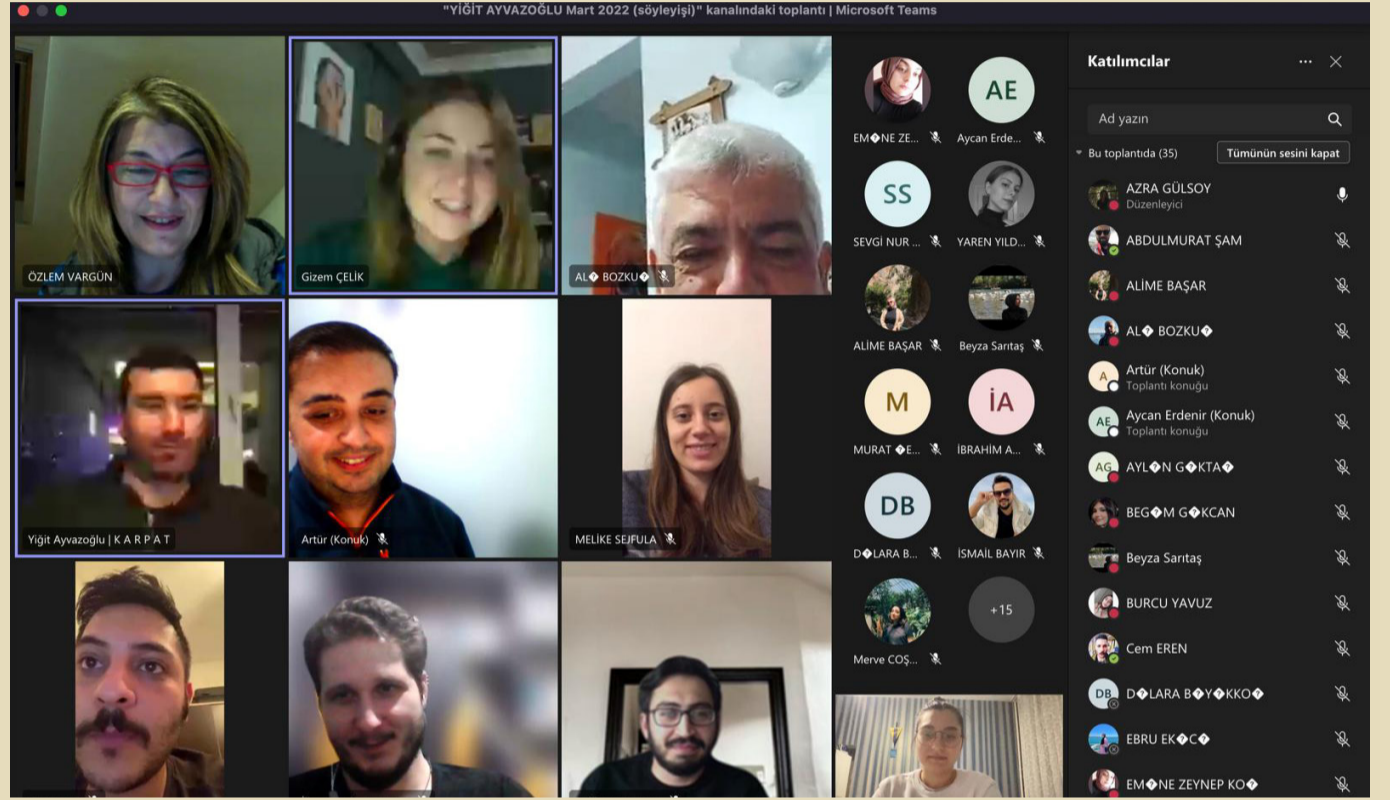 "YİĞİT AYVAZOĞLU Mart 2022 (söyleyişi)" kanalındaki toplantı | Microsoft Teams
ÖZLEM VARGÜN
Gizem ÇELİK
AL� BOZKU�
Yiğit Ayvazoğlu | K A R P A T
Artür (Konuk)
MELİKE SEJFULA
EM�NE ZE...
AE
Aycan Erde...
SS
SEVGİ NUR ...
YAREN YILD...
ALİME BAŞAR
Beyza Sarıtaş
M
MURAT �E...
İA
İBRAHİM A...
DB
D�LARA B...
İSMAİL BAYIR
Merve COŞ...
+15
Katılımcılar
Ad yazın
Bu toplantıda (35)
Tümünün sesini kapat
AZRA GÜLSOY
Düzenleyici
ABDULMURAT ŞAM
ALİME BAŞAR
AL� BOZKU�
A
Artür (Konuk)
Toplantı konuğu
AE
Aycan Erdenir (Konuk)
Toplantı konuğu
AG
AYL�N G�KTA�
BEG�M G�KCAN
Beyza Sarıtaş
BURCU YAVUZ
Cem EREN
DB
D�LARA B�Y�KKO�
EBRU EK�C�
EM�NE ZEYNEP KO�